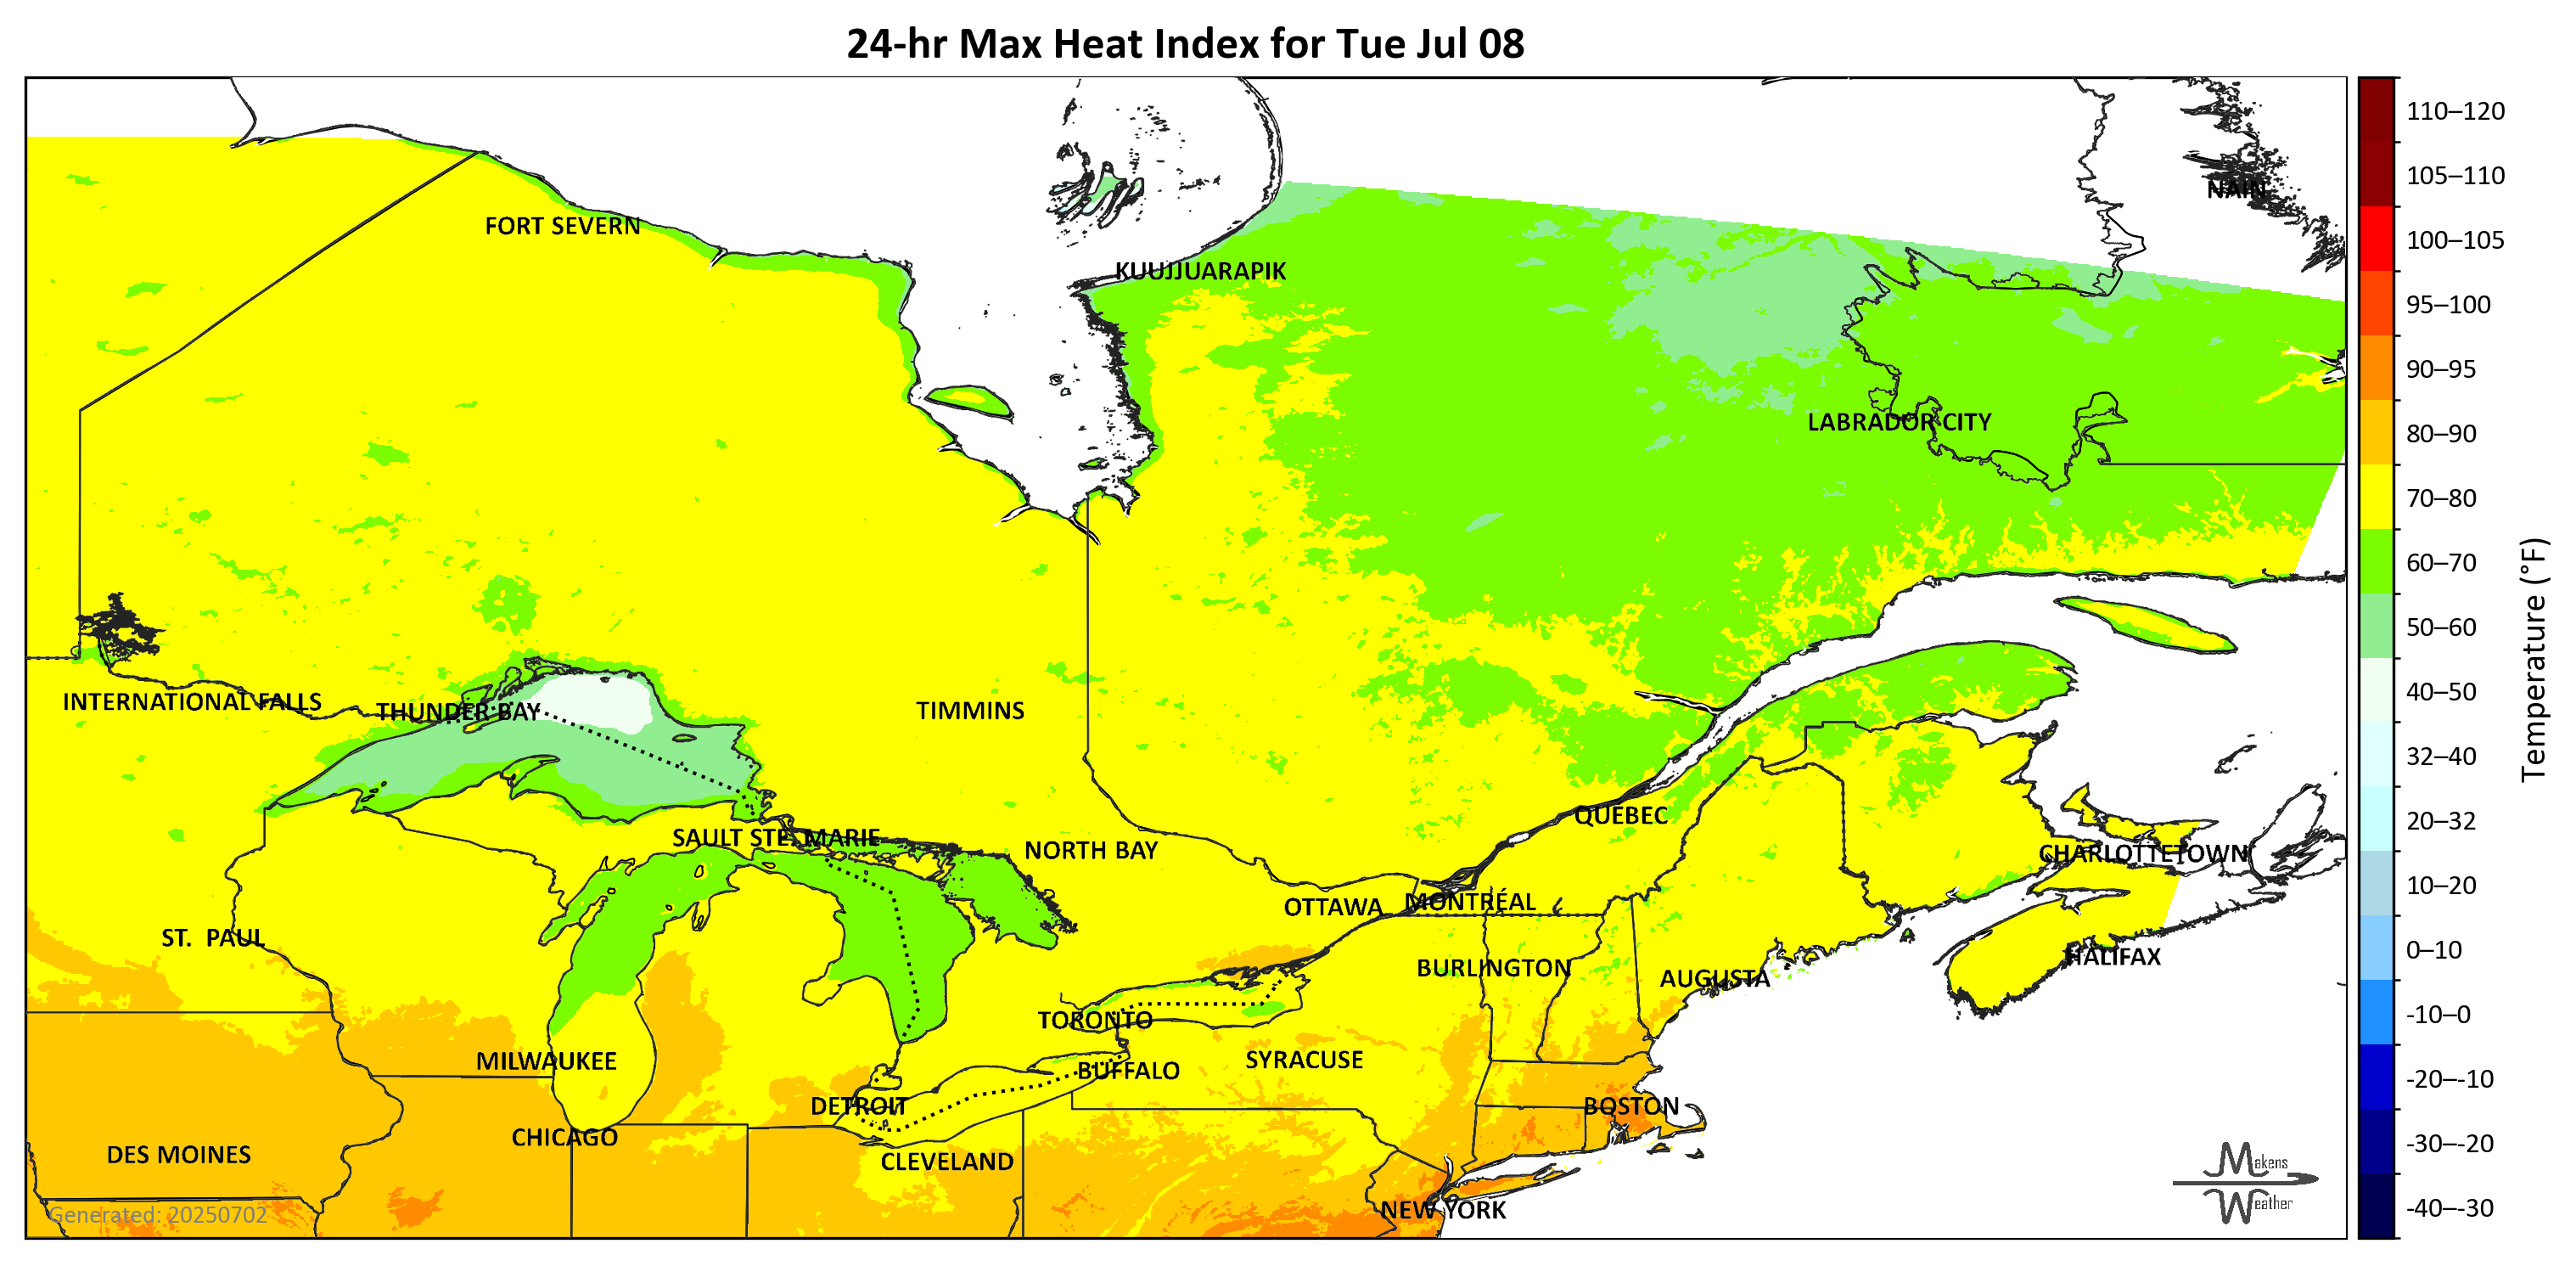 24-hr Max Heat Index for Tue Jul 08
NAIN
FORT SEVERN
KUUJJUARAPIK
LABRADOR CITY
INTERNATIONAL FALLS
THUNDER BAY
TIMMINS
QUÉBEC
SAULT STE. MARIE
NORTH BAY
CHARLOTTETOWN
OTTAWA
MONTRÉAL
ST. PAUL
HALIFAX
BURLINGTON
AUGUSTA
TORONTO
MILWAUKEE
SYRACUSE
BUFFALO
DETROIT
BOSTON
CHICAGO
DES MOINES
CLEVELAND
NEW YORK
Generated: 20250702
Makens
Weather
110–120
105–110
100–105
95–100
90–95
80–90
70–80
60–70
50–60
40–50
32–40
20–32
10–20
0–10
-10–0
-20–-10
-30–-20
-40–-30
Temperature (°F)